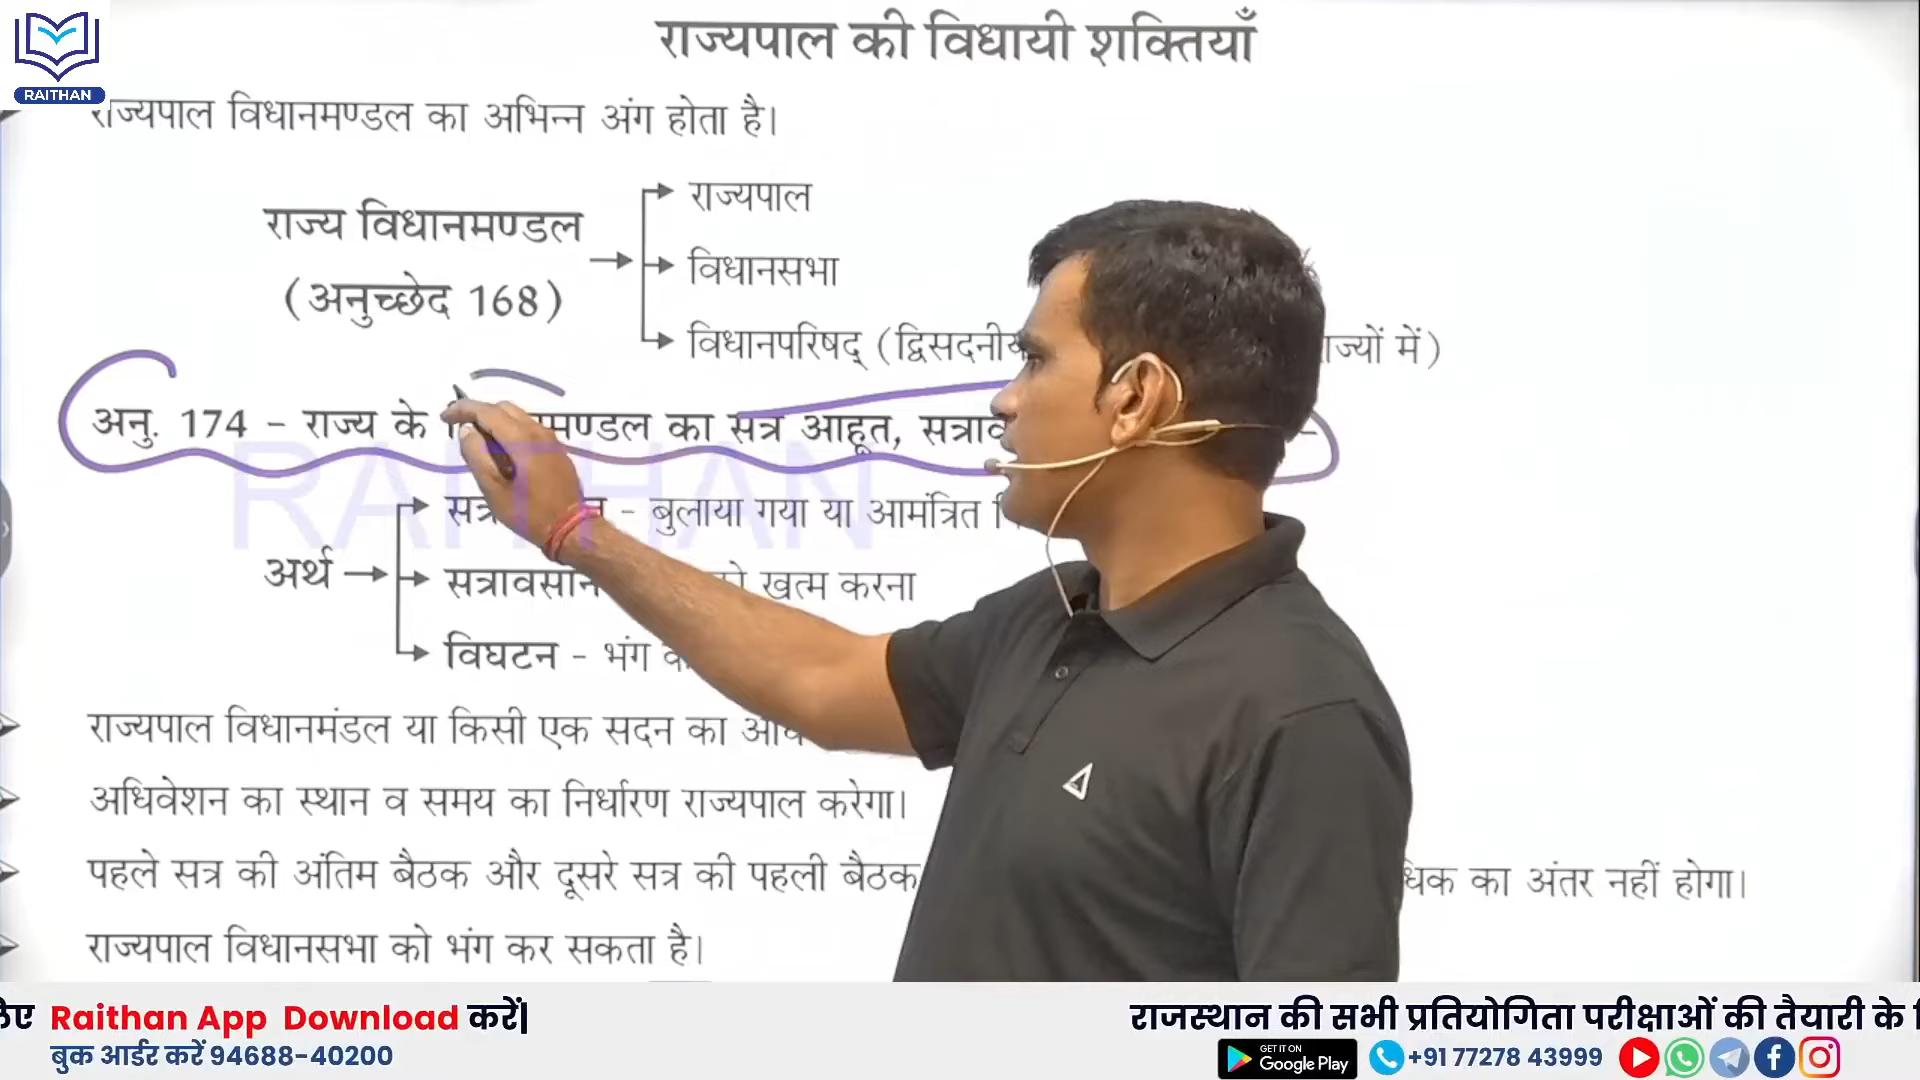 राज्यपाल की विधायी शक्तियाँ
RAITHAN
राज्यपाल विधानमण्डल का अभिन्न अंग होता है।
राज्यपाल
राज्य विधानमण्डल
विधानसभा
(अनुच्छेद 168)
विधानपरिषद् (द्विसदनीय में)
अनु. 174 - राज्य के का सत्र आहूत,
RAITHAN
- बुलाया गया या आमंत्रित
अर्थ
सत्रावसान खत्म करना
विघटन - भंग
राज्यपाल विधानमंडल या किसी एक सदन का
अधिवेशन का स्थान व समय का निर्धारण राज्यपाल करेगा।
पहले सत्र की अंतिम बैठक और दूसरे सत्र की पहली बैठक का अंतर नहीं होगा।
राज्यपाल विधानसभा को भंग कर सकता है।
Raithan App Download करें|
राजस्थान की सभी प्रतियोगिता परीक्षाओं की तैयारी के
बुक आर्डर करें 94688-40200
GET IT ON
Google Play
+91 77278 43999